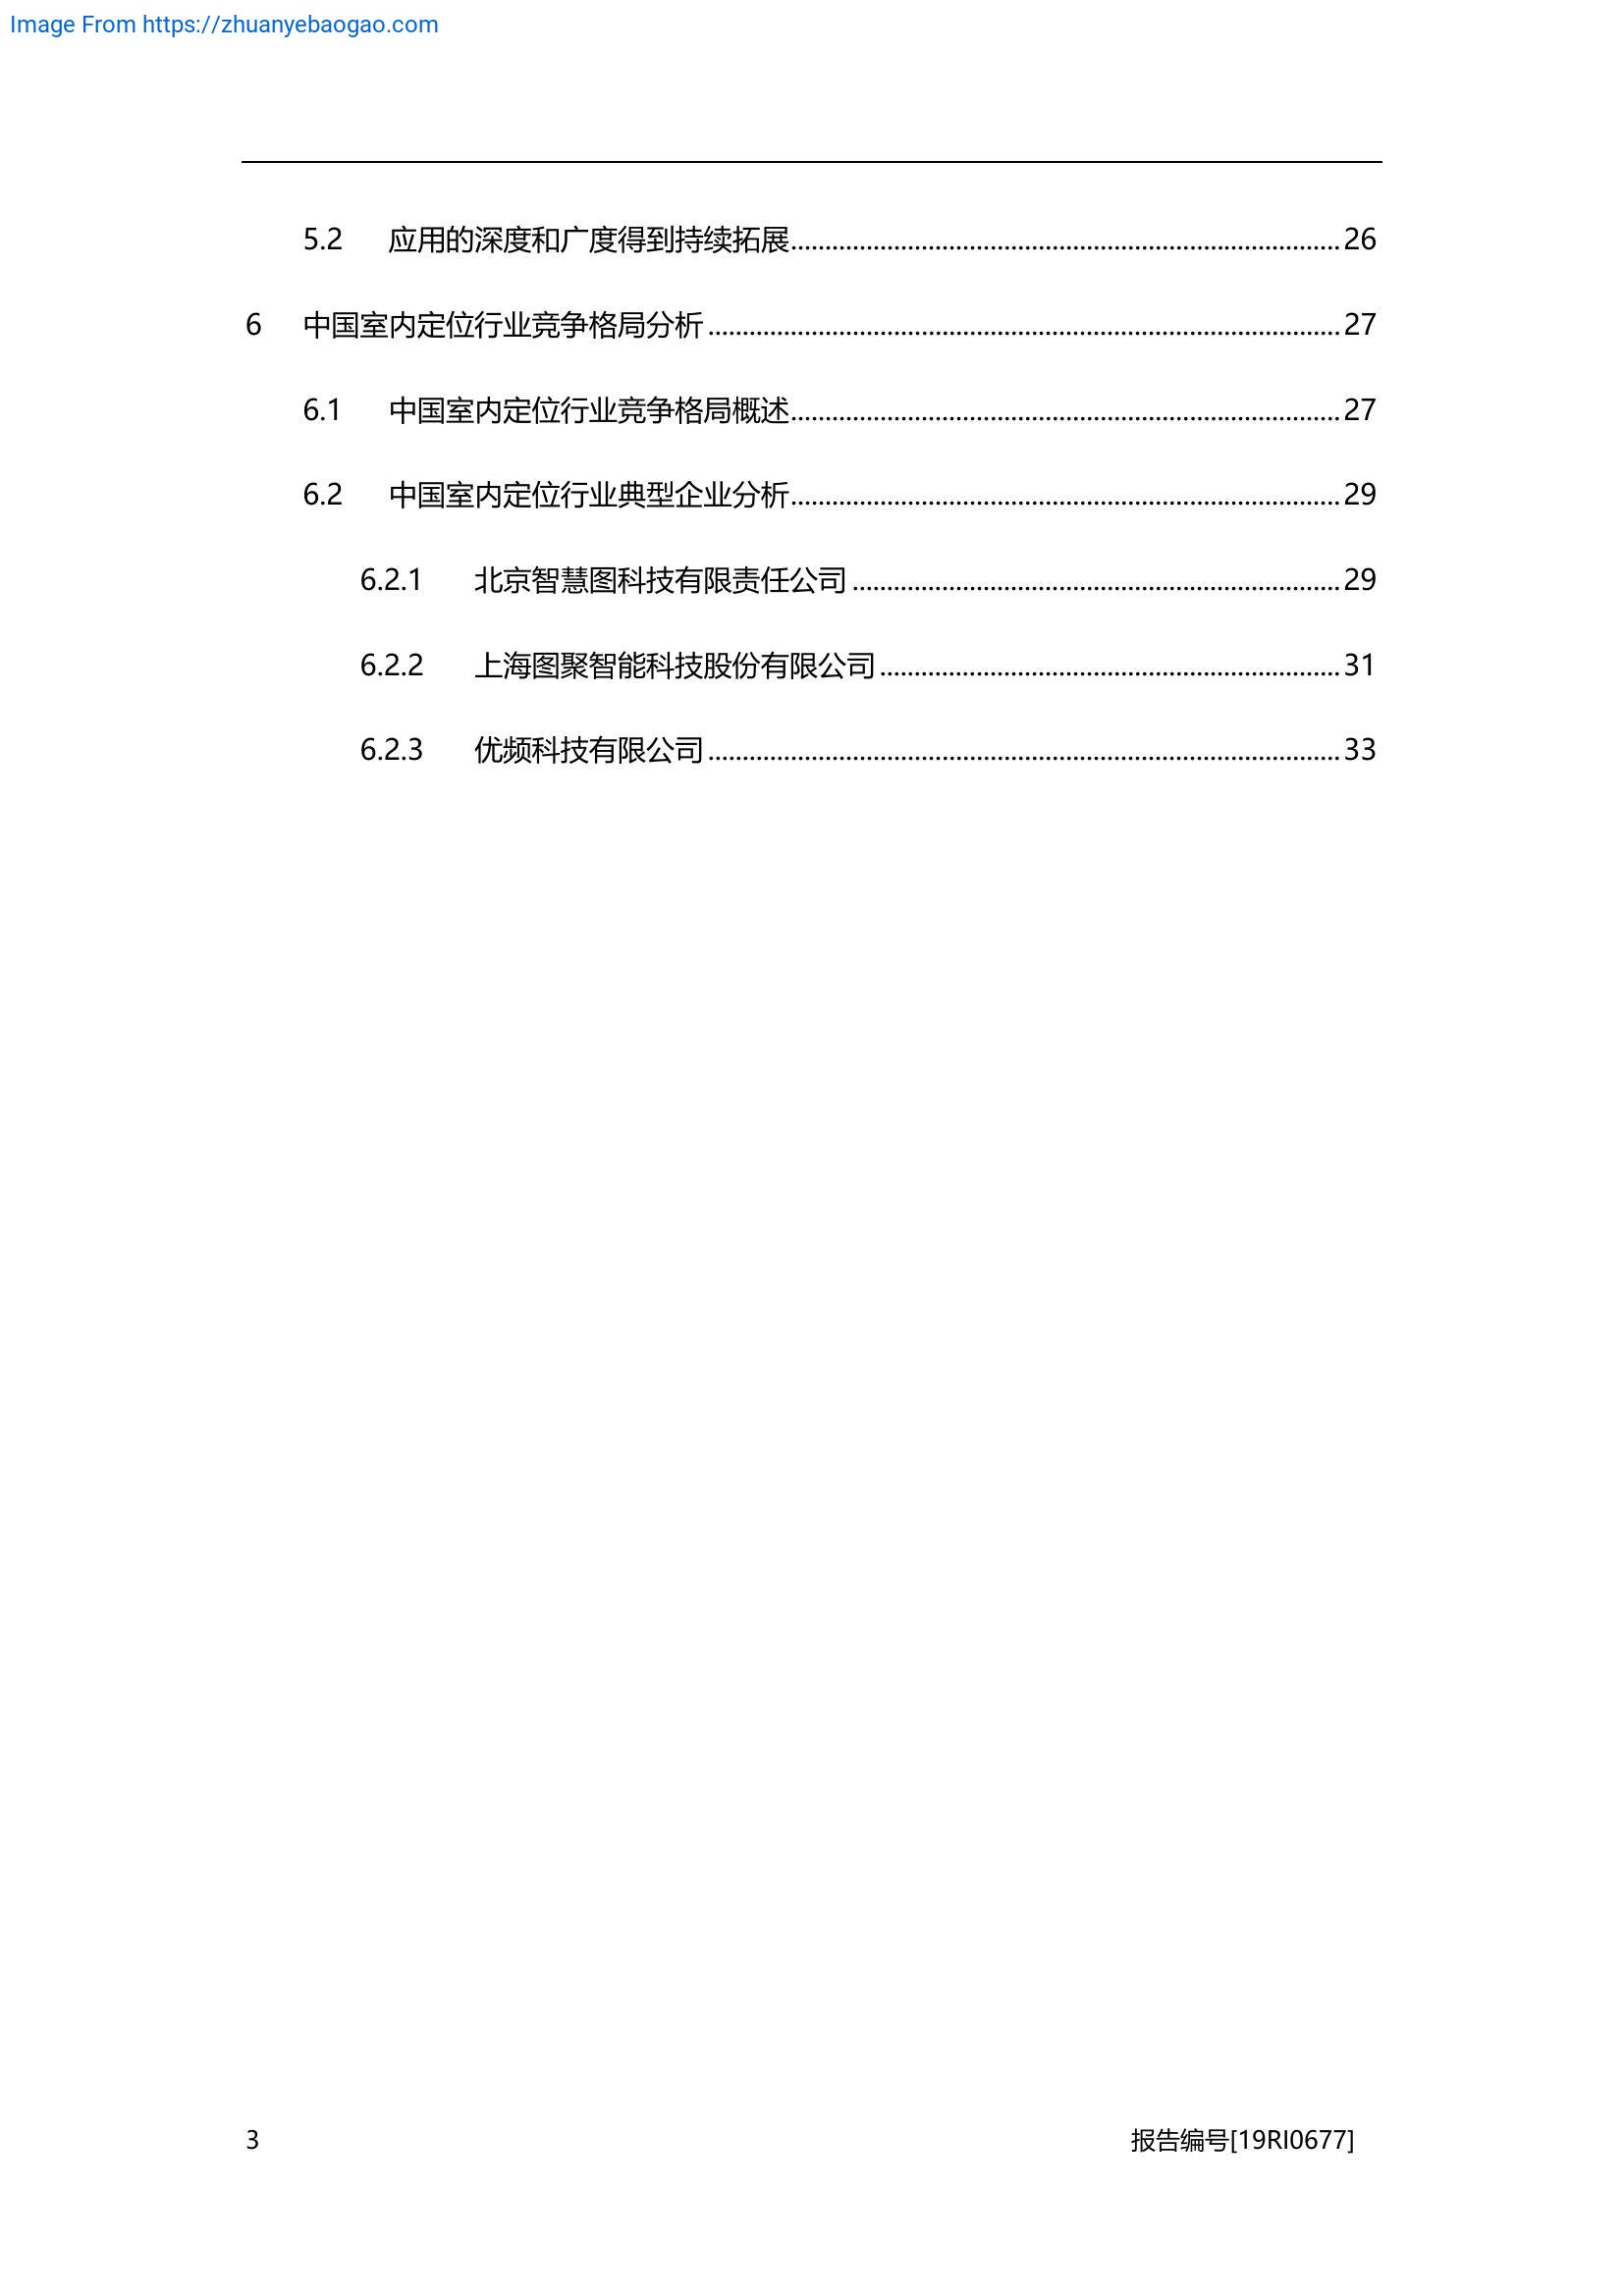 Image From https://zhuanyebaogao.com
5.2 应用的深度和广度得到持续拓展 26
6 中国室内定位行业竞争格局分析 27
6.1 中国室内定位行业竞争格局概述 27
6.2 中国室内定位行业典型企业分析 29
6.2.1 北京智慧图科技有限责任公司 29
6.2.2 上海图聚智能科技股份有限公司 31
6.2.3 优频科技有限公司 33
3 报告编号[19RI0677]